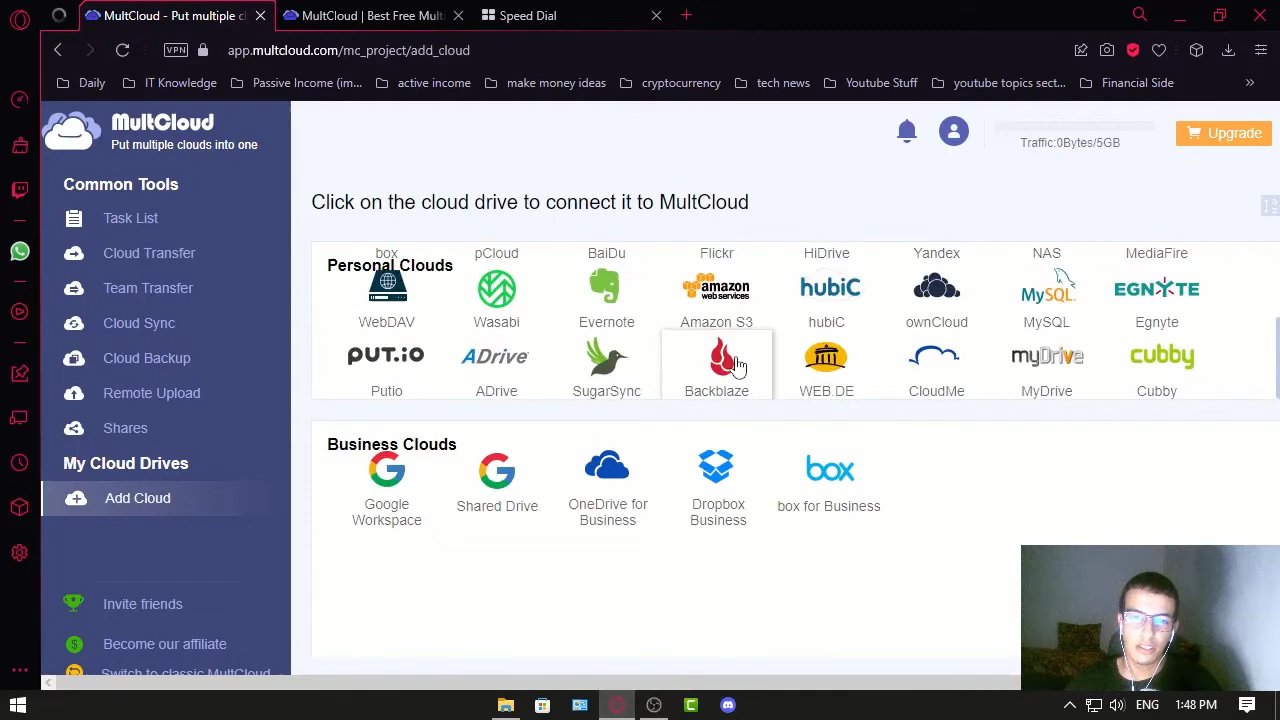 MultCloud - Put multiple c
MultCloud | Best Free Mult
Speed Dial
VPN
app.multcloud.com/mc_project/add_cloud
Daily
IT Knowledge
Passive Income (im...
active income
make money ideas
cryptocurrency
tech news
Youtube Stuff
youtube topics sect...
Financial Side
MultCloud
Put multiple clouds into one
Traffic:0Bytes/5GB
Upgrade
Common Tools
Task List
Cloud Transfer
Team Transfer
Cloud Sync
Cloud Backup
Remote Upload
Shares
My Cloud Drives
Add Cloud
Invite friends
Become our affiliate
Switch to classic MultCloud
Click on the cloud drive to connect it to MultCloud
box
pCloud
BaiDu
Flickr
HiDrive
Yandex
NAS
MediaFire
Personal Clouds
amazon
web services
hubiC
MySQL
EGNYTE
WebDAV
Wasabi
Evernote
Amazon S3
hubiC
ownCloud
MySQL
Egnyte
PUT.IO
ADrive
myDrive
cubby
Putio
ADrive
SugarSync
Backblaze
WEB.DE
CloudMe
MyDrive
Cubby
Business Clouds
box
Google
Workspace
Shared Drive
OneDrive for
Business
Dropbox
Business
box for Business
ENG
1:48 PM